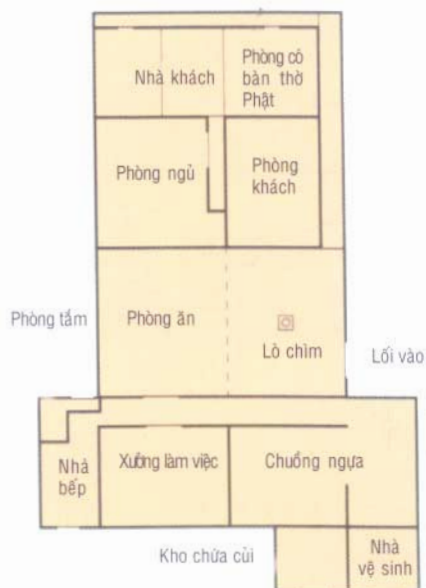 Nhà khách
Phòng có
bàn thờ
Phật
Phòng ngủ
Phòng
khách
Phòng tắm
Phòng ăn
Lò chìm
Lối vào
Nhà
bếp
Xưởng làm việc
Chuồng ngựa
Kho chứa củi
Nhà
vệ sinh